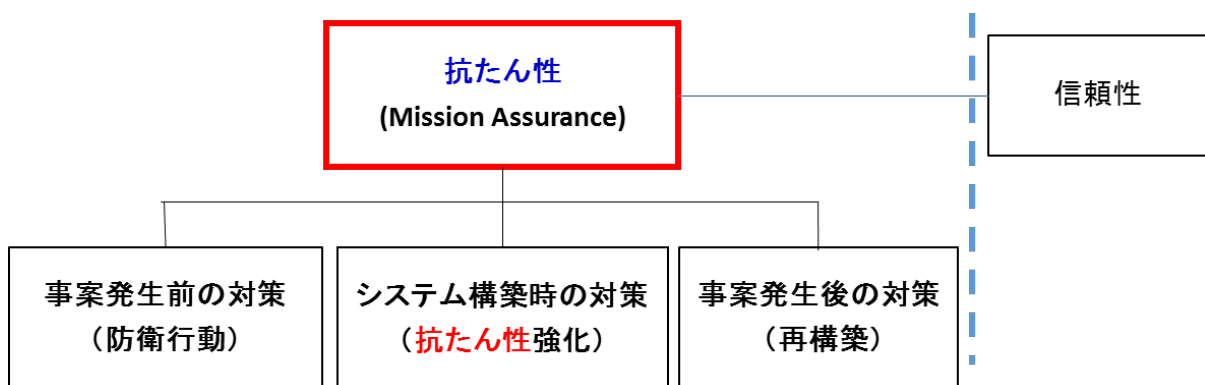 抗たん性
(Mission Assurance)
信頼性
事案発生前の対策
（防衛行動）
システム構築時の対策
（抗たん性強化）
事案発生後の対策
（再構築）